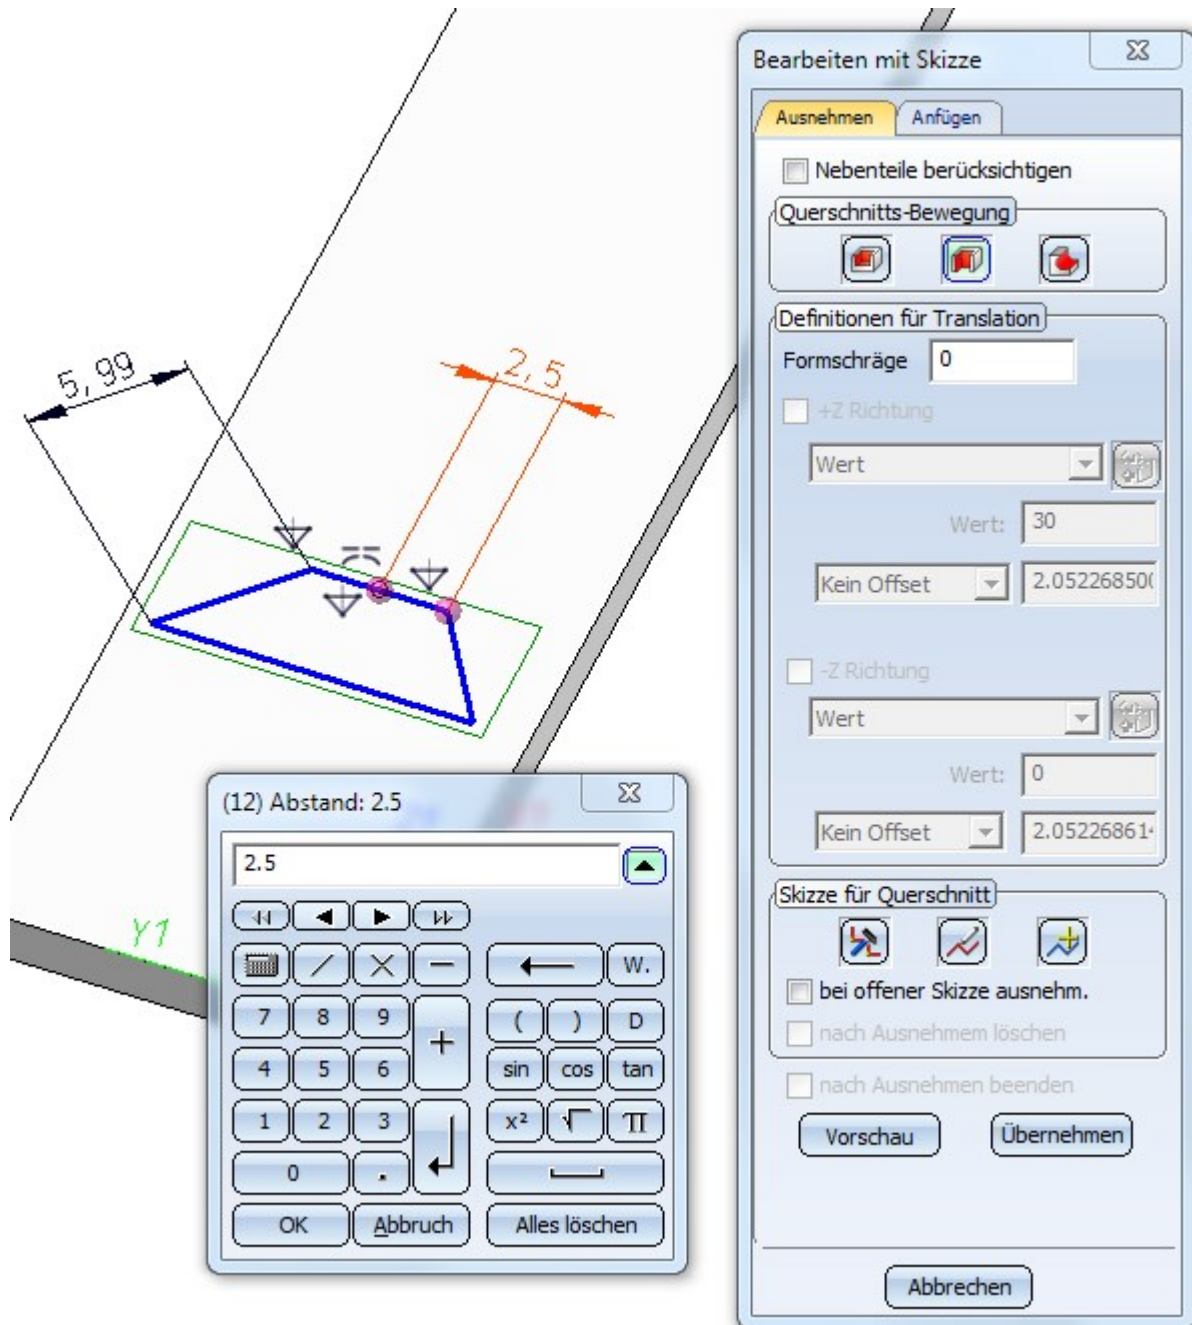 Bearbeiten mit Skizze
Ausnehmen Anfügen
Nebenteile berücksichtigen
Querschnitts-Bewegung
Definitionen für Translation
Formschräge 0
+Z Richtung
Wert
Wert: 30
Kein Offset 2.05226850(
-Z Richtung
Wert
Wert: 0
Kein Offset 2.05226861
Skizze für Querschnitt
bei offener Skizze ausnehm.
nach Ausnehmem löschen
nach Ausnehmen beenden
Vorschau Übernehmen
Abbrechen
5,99
2,5
Y1
(12) Abstand: 2.5
2.5
← W.
7 8 9 + ( ) D
4 5 6 sin cos tan
1 2 3 x² √ π
0 .
OK Abbruch Alles löschen